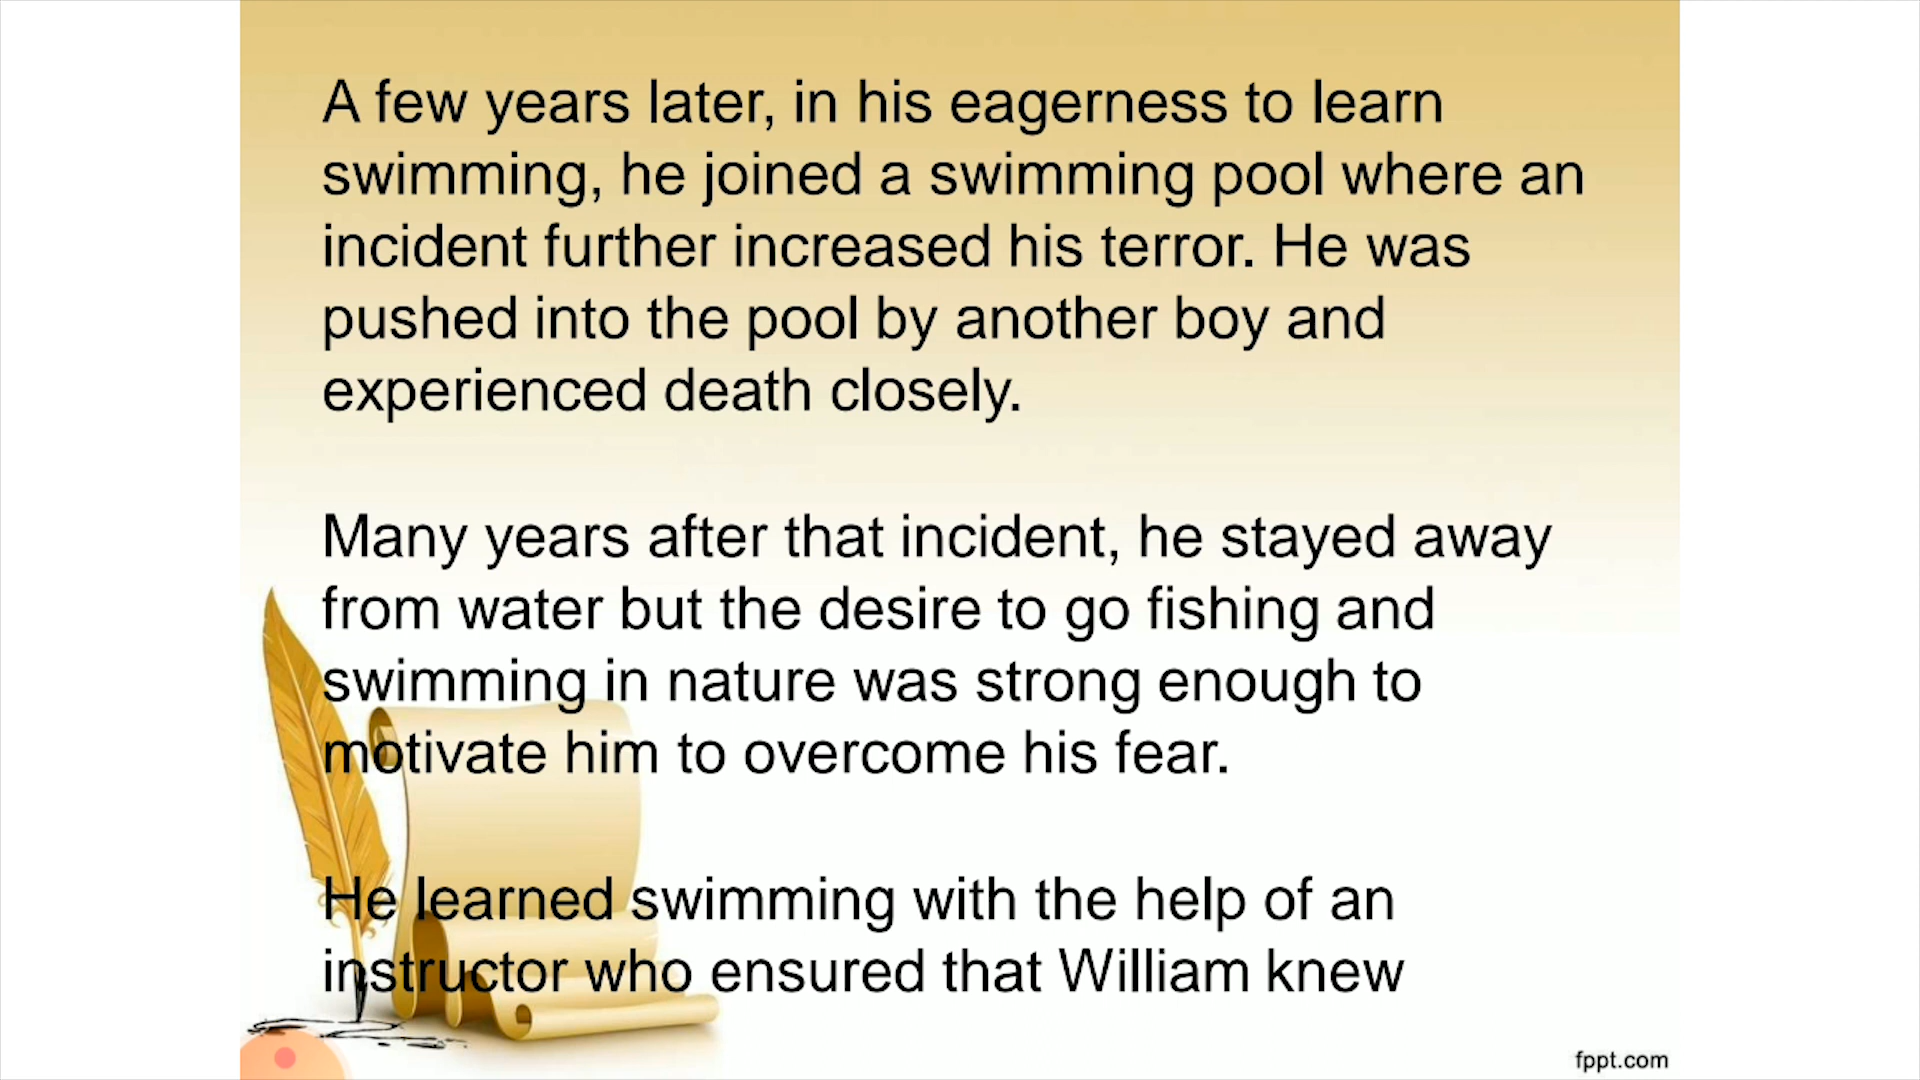 A few years later, in his eagerness to learn
swimming, he joined a swimming pool where an
incident further increased his terror. He was
pushed into the pool by another boy and
experienced death closely.
Many years after that incident, he stayed away
from water but the desire to go fishing and
swimming in nature was strong enough to
motivate him to overcome his fear.
He learned swimming with the help of an
instructor who ensured that William knew
fppt.com